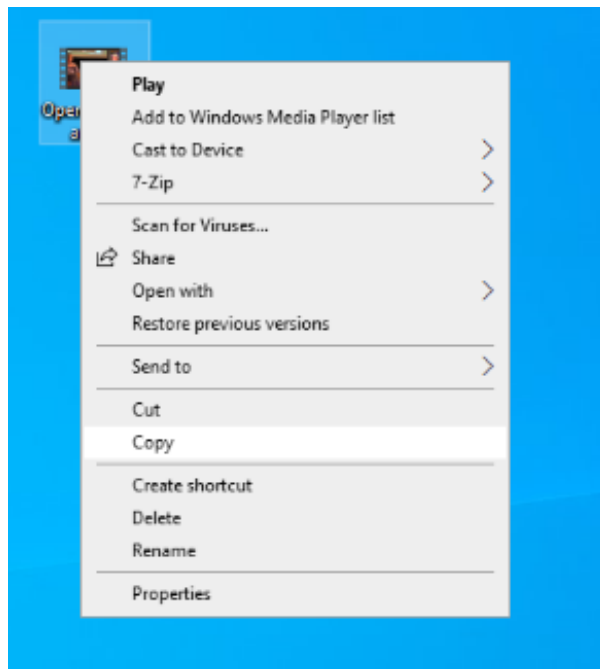 Play
Add to Windows Media Player list
Cast to Device
7-Zip
Scan for Viruses...
Share
Open with
Restore previous versions
Send to
Cut
Copy
Create shortcut
Delete
Rename
Properties